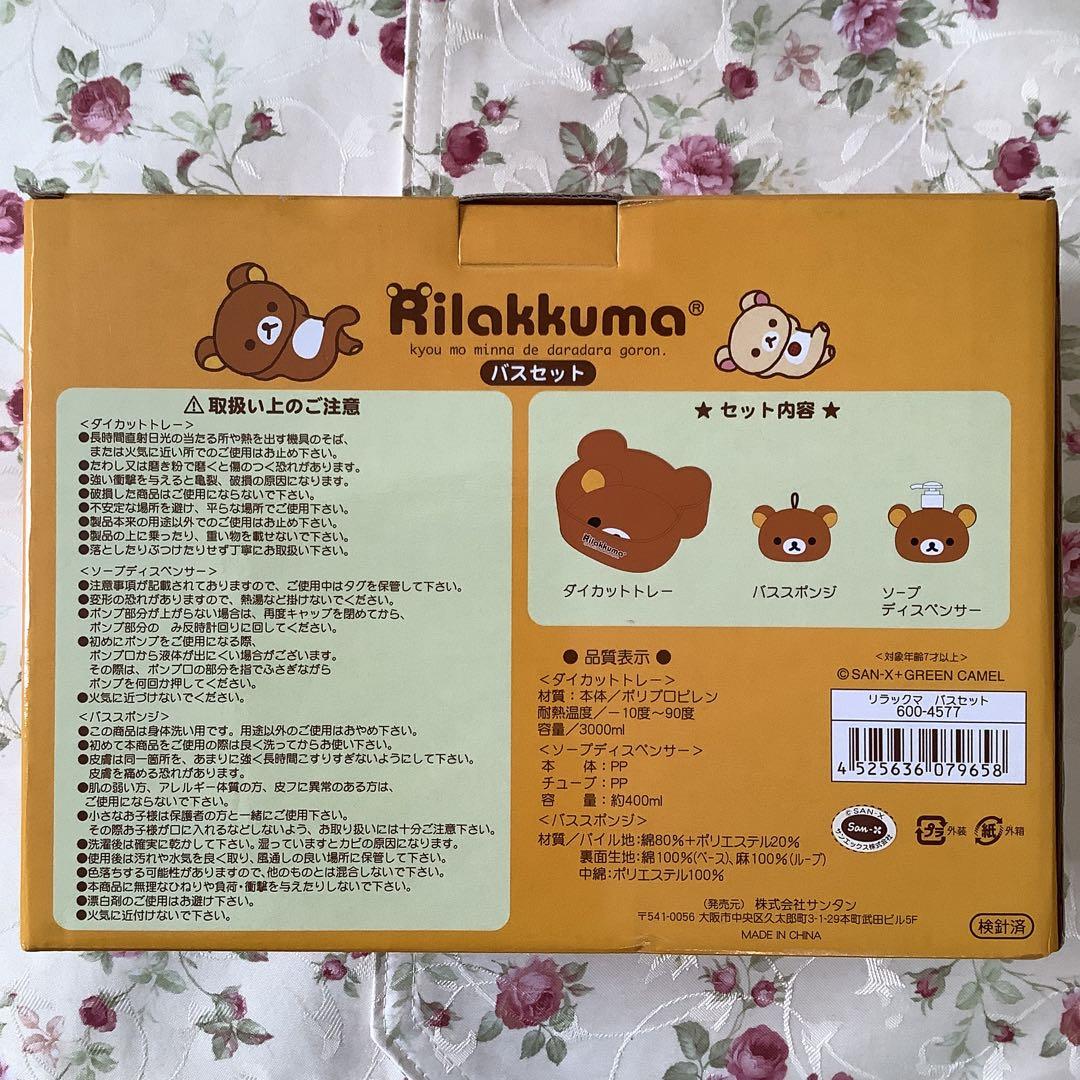 Rilakkuma®
kyou mo minna de daradara goron.
バスセット
⚠取扱い上のご注意
<ダイカットトレー>
●長時間直射日光の当たる所や熱を出す機具のそば、
または火気に近い所でのご使用はお止め下さい。
●たわし又は磨き粉で磨くと傷のつく恐れがあります。
●強い衝撃を与えると亀裂、破損の原因になります。
●破損した商品はご使用にならないで下さい。
●不安定な場所を避け、平らな場所でご使用下さい。
●製品本来の用途以外でのご使用はお止め下さい。
●製品の上に乗ったり、重い物を載せないで下さい。
●落としたりぶつけたりせず丁寧にお取扱い下さい。
<ソープディスペンサー>
●注意事項が記載されてありますので、ご使用中はタグを保管して下さい。
●変形の恐れがありますので、熱湯など掛けないでください。
●ポンプ部分が上がらない場合は、再度キャップを閉めてから、
ポンプ部分の み反時計回りに回してください。
●初めにポンプをご使用になる際、
ポンプ口から液体が出にくい場合がございます。
その際は、ポンプ口の部分を指でふさぎながら
ポンプを何回か押してください。
●火気に近づけないでください。
<バススポンジ>
●この商品は身体洗い用です。用途以外のご使用はおやめ下さい。
●初めて本商品をご使用の際は良く洗ってからお使い下さい。
●皮膚は同一箇所を、あまりに強く長時間こすりすぎないようにして下さい。
皮膚を痛める恐れがあります。
●肌の弱い方、アレルギー体質の方、皮フに異常のある方は、
ご使用にならないで下さい。
●小さなお子様は保護者の方と一緒にご使用下さい。
その際お子様が口に入れるなどしないよう、お取り扱いには十分ご注意下さい。
●洗濯後は確実に乾かして下さい。湿っていますとカビの原因になります。
●使用後は汚れや水気を良く取り、風通しの良い場所に保管して下さい。
●色落ちする可能性がありますので、他のものとは混合しないで下さい。
●本商品に無理なひねりや負荷・衝撃を与えたりしないで下さい。
●漂白剤のご使用はお避け下さい。
●火気に近付けないで下さい。
★ セット内容 ★
Rilakkuma
ダイカットトレー
バススポンジ
ソープ
ディスペンサー
● 品質表示 ●
<ダイカットトレー>
材質：本体／ポリプロピレン
耐熱温度／－10度～90度
容量／3000ml
<ソープディスペンサー>
本 体：PP
チューブ：PP
容 量：約400ml
<バススポンジ>
材質／パイル地：綿80%＋ポリエステル20%
裏面生地：綿100%(ベース)、麻100%(ループ)
中綿：ポリエステル100%
<対象年齢7才以上>
©SAN-X+GREEN CAMEL
リラックマ バスセット
600-4577
4 525636 079658
©SAN-X
San-X
サンエックス株式会社
プラ 外装
紙 外箱
(発売元) 株式会社サンタン
〒541-0056 大阪市中央区久太郎町3-1-29本町武田ビル5F
MADE IN CHINA
検針済